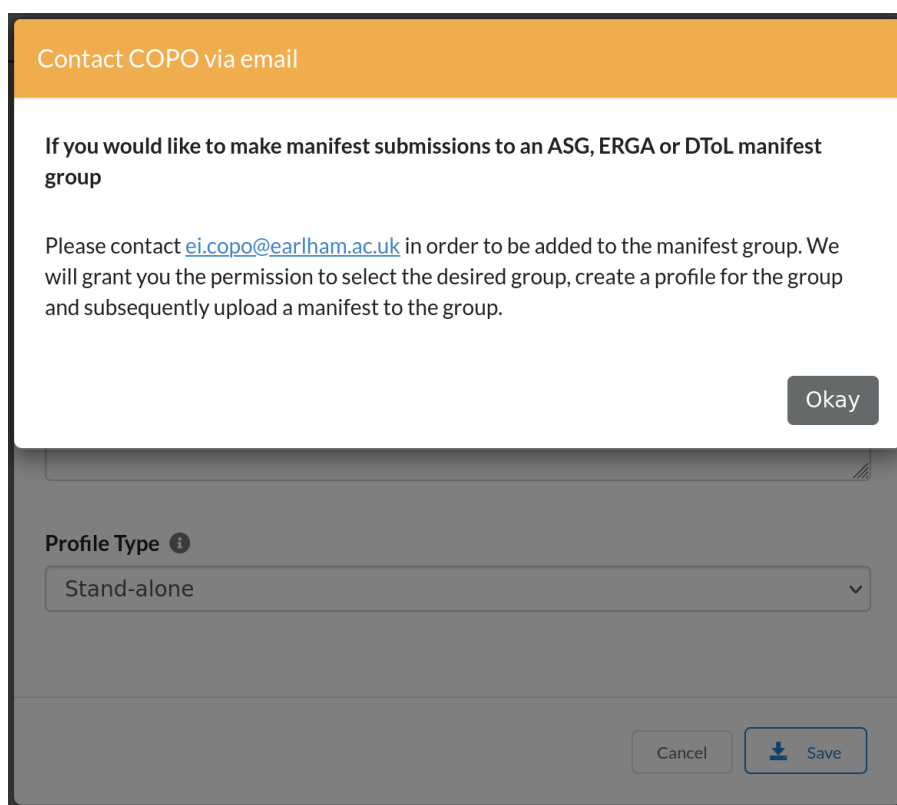 Contact COPO via email
If you would like to make manifest submissions to an ASG, ERGA or DToL manifest
group
Please contact ei.copo@earlham.ac.uk in order to be added to the manifest group. We
will grant you the permission to select the desired group, create a profile for the group
and subsequently upload a manifest to the group.
Okay
Profile Type
Stand-alone
Cancel
Save